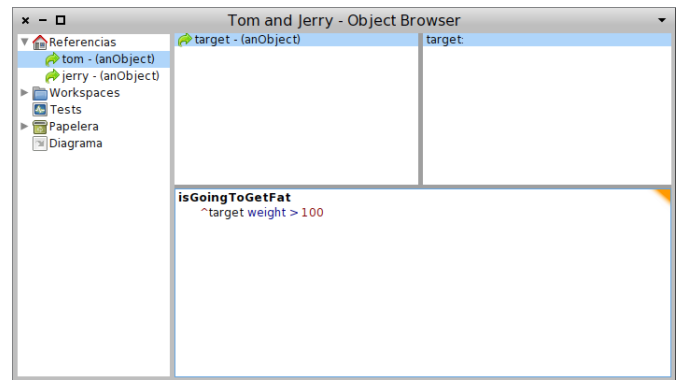 Tom and Jerry - Object Browser
Referencias
tom - (anObject)
jerry - (anObject)
Workspaces
Tests
Papelera
Diagrama
target - (anObject)
target:
isGoingToGetFat
^target weight > 100